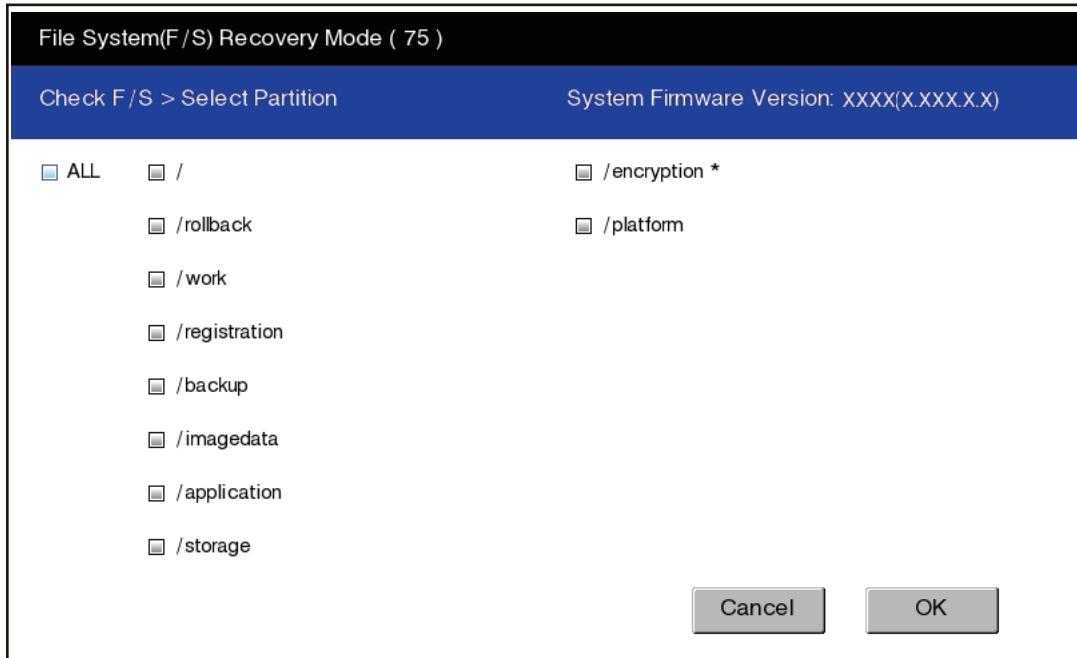 File System(F/S) Recovery Mode ( 75 )
Check F/S > Select Partition
System Firmware Version: XXXX(X.XXX.X.X)
ALL
/
/rollback
/work
/registration
/backup
/imagedata
/application
/storage
/encryption *
/platform
Cancel
OK